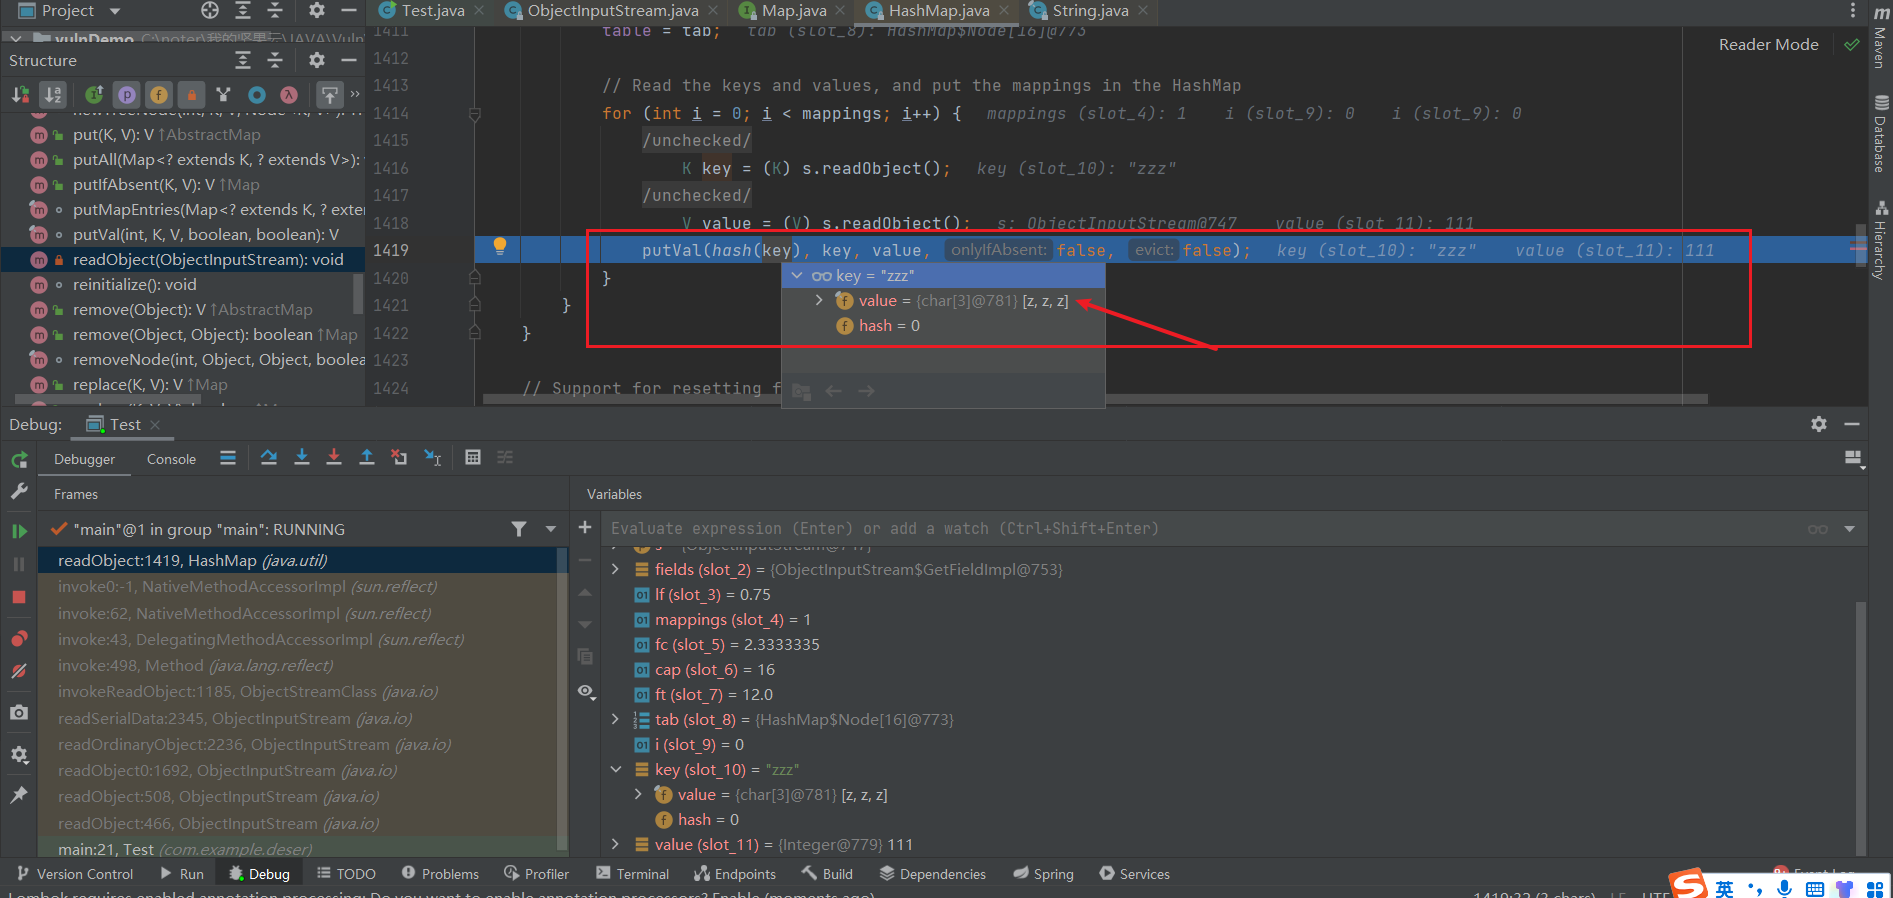 Project
Test.java
ObjectInputStream.java
Map.java
HashMap.java
String.java
vulnDemo
Structure
newTreeNode(int, K, V, Node<K, V>): V
put(K, V): V ↑AbstractMap
putAll(Map<? extends K, ? extends V>):
putIfAbsent(K, V): V ↑Map
putMapEntries(Map<? extends K, ? exte
putVal(int, K, V, boolean, boolean): V
readObject(ObjectInputStream): void
reinitialize(): void
remove(Object): V ↑AbstractMap
remove(Object, Object): boolean ↑Map
removeNode(int, Object, Object, boolea
replace(K, V): V ↑Map
Reader Mode
1411 table = tab; tab (slot_8): HashMap$Node[16]@773
1412
1413 // Read the keys and values, and put the mappings in the HashMap
1414 for (int i = 0; i < mappings; i++) { mappings (slot_4): 1 i (slot_9): 0 i (slot_9): 0
1415 /unchecked/
1416 K key = (K) s.readObject(); key (slot_10): "zzz"
1417 /unchecked/
1418 V value = (V) s.readObject(); s: ObjectInputStream@747 value (slot_11): 111
1419 putVal(hash(key), key, value, onlyIfAbsent: false, evict: false); key (slot_10): "zzz" value (slot_11): 111
1420 }
1421 }
1422 }
1423
1424 // Support for resetting f
key = "zzz"
value = {char[3]@781} [z, z, z]
hash = 0
Maven
Database
Hierarchy
Debug:
Test
Debugger
Console
Frames
Variables
"main"@1 in group "main": RUNNING
Evaluate expression (Enter) or add a watch (Ctrl+Shift+Enter)
readObject:1419, HashMap (java.util)
invoke0:-1, NativeMethodAccessorImpl (sun.reflect)
invoke:62, NativeMethodAccessorImpl (sun.reflect)
invoke:43, DelegatingMethodAccessorImpl (sun.reflect)
invoke:498, Method (java.lang.reflect)
invokeReadObject:1185, ObjectStreamClass (java.io)
readSerialData:2345, ObjectInputStream (java.io)
readOrdinaryObject:2236, ObjectInputStream (java.io)
readObject0:1692, ObjectInputStream (java.io)
readObject:508, ObjectInputStream (java.io)
readObject:466, ObjectInputStream (java.io)
main:21, Test (com.example.deser)
s = {ObjectInputStream@747}
fields (slot_2) = {ObjectInputStream$GetFieldImpl@753}
lf (slot_3) = 0.75
mappings (slot_4) = 1
fc (slot_5) = 2.3333335
cap (slot_6) = 16
ft (slot_7) = 12.0
tab (slot_8) = {HashMap$Node[16]@773}
i (slot_9) = 0
key (slot_10) = "zzz"
value = {char[3]@781} [z, z, z]
hash = 0
value (slot_11) = {Integer@779} 111
Version Control
Run
Debug
TODO
Problems
Profiler
Terminal
Endpoints
Build
Dependencies
Spring
Services
Event Log
Lombok requires enabled annotation processing: Do you want to enable annotation processors? Enable (moments ago)
1419:32 (3 chars)
LF
英